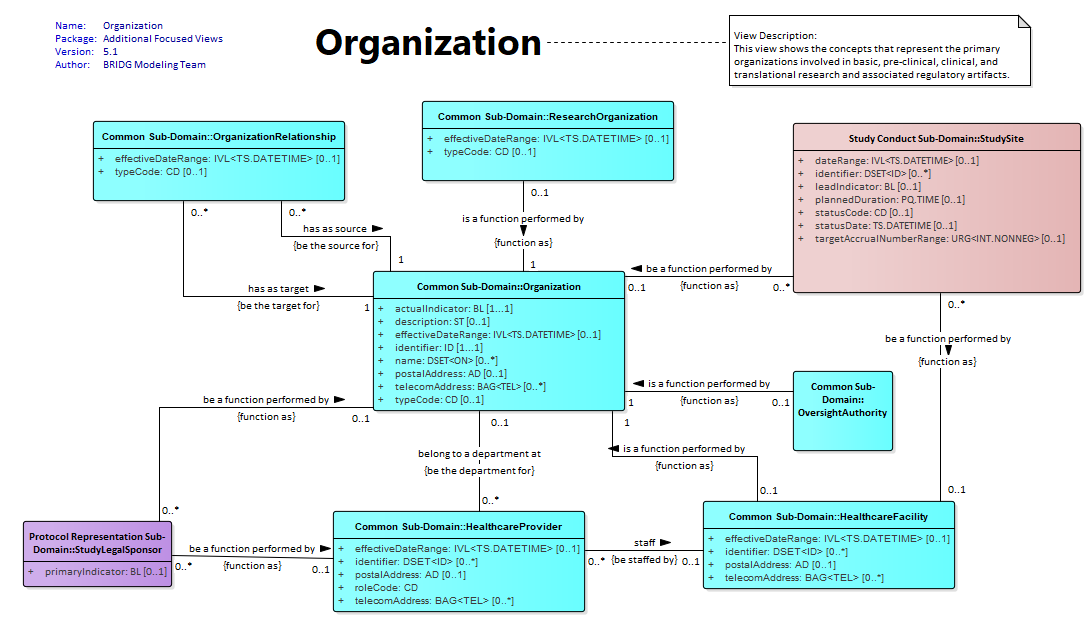 Name: Organization
Package: Additional Focused Views
Version: 5.1
Author: BRIDG Modeling Team
Organization
View Description:
This view shows the concepts that represent the primary
organizations involved in basic, pre-clinical, clinical, and
translational research and associated regulatory artifacts.
Common Sub-Domain::OrganizationRelationship
+ effectiveDateRange: IVL<TS.DATETIME> [0..1]
+ typeCode: CD [0..1]
Common Sub-Domain::ResearchOrganization
+ effectiveDateRange: IVL<TS.DATETIME> [0..1]
+ typeCode: CD [0..1]
Study Conduct Sub-Domain::StudySite
+ dateRange: IVL<TS.DATETIME> [0..1]
+ identifier: DSET<ID> [0..*]
+ leadIndicator: BL [0..1]
+ plannedDuration: PQ.TIME [0..1]
+ statusCode: CD [0..1]
+ statusDate: TS.DATETIME [0..1]
+ targetAccrualNumberRange: URG<INT.NONNEG> [0..1]
0..*
0..*
has as source
{be the source for}
1
0..1
is a function performed by
{function as}
1
has as target
{be the target for}
1
be a function performed by
0..1
{function as}
0..*
0..*
be a function performed by
{function as}
0..1
Common Sub-Domain::Organization
+ actualIndicator: BL [1...1]
+ description: ST [0..1]
+ effectiveDateRange: IVL<TS.DATETIME> [0..1]
+ identifier: ID [1...1]
+ name: DSET<ON> [0..*]
+ postalAddress: AD [0..1]
+ telecomAddress: BAG<TEL> [0..*]
+ typeCode: CD [0..1]
is a function performed by
1
{function as}
0..1
Common Sub-
Domain::
OversightAuthority
be a function performed by
{function as}
0..1
0..*
0..1
belong to a department at
{be the department for}
0..*
1
is a function performed by
{function as}
0..1
Protocol Representation Sub-
Domain::StudyLegalSponsor
+ primaryIndicator: BL [0..1]
be a function performed by
0..*
{function as}
0..1
Common Sub-Domain::HealthcareProvider
+ effectiveDateRange: IVL<TS.DATETIME> [0..1]
+ identifier: DSET<ID> [0..*]
+ postalAddress: AD [0..1]
+ roleCode: CD
+ telecomAddress: BAG<TEL> [0..*]
staff
0..*
{be staffed by}
0..1
Common Sub-Domain::HealthcareFacility
+ effectiveDateRange: IVL<TS.DATETIME> [0..1]
+ identifier: DSET<ID> [0..*]
+ postalAddress: AD [0..1]
+ telecomAddress: BAG<TEL> [0..*]